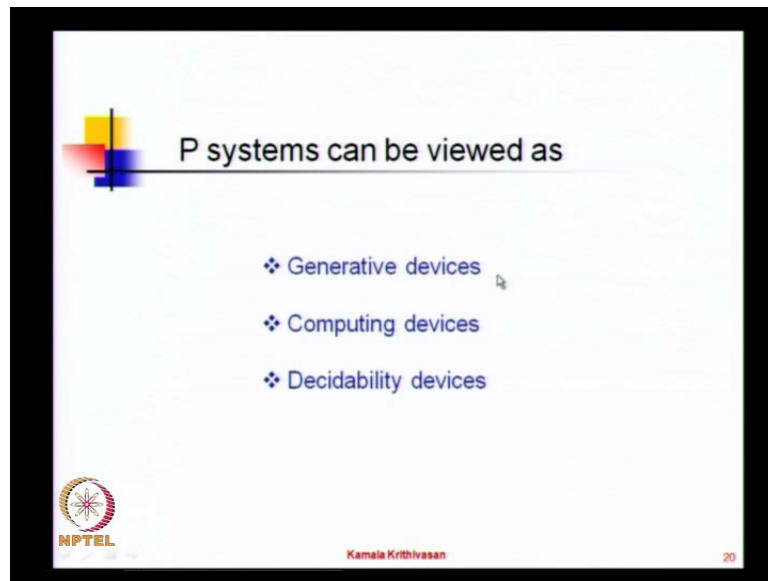 P systems can be viewed as
❖ Generative devices
❖ Computing devices
❖ Decidability devices
NPTEL
Kamala Krithivasan
20